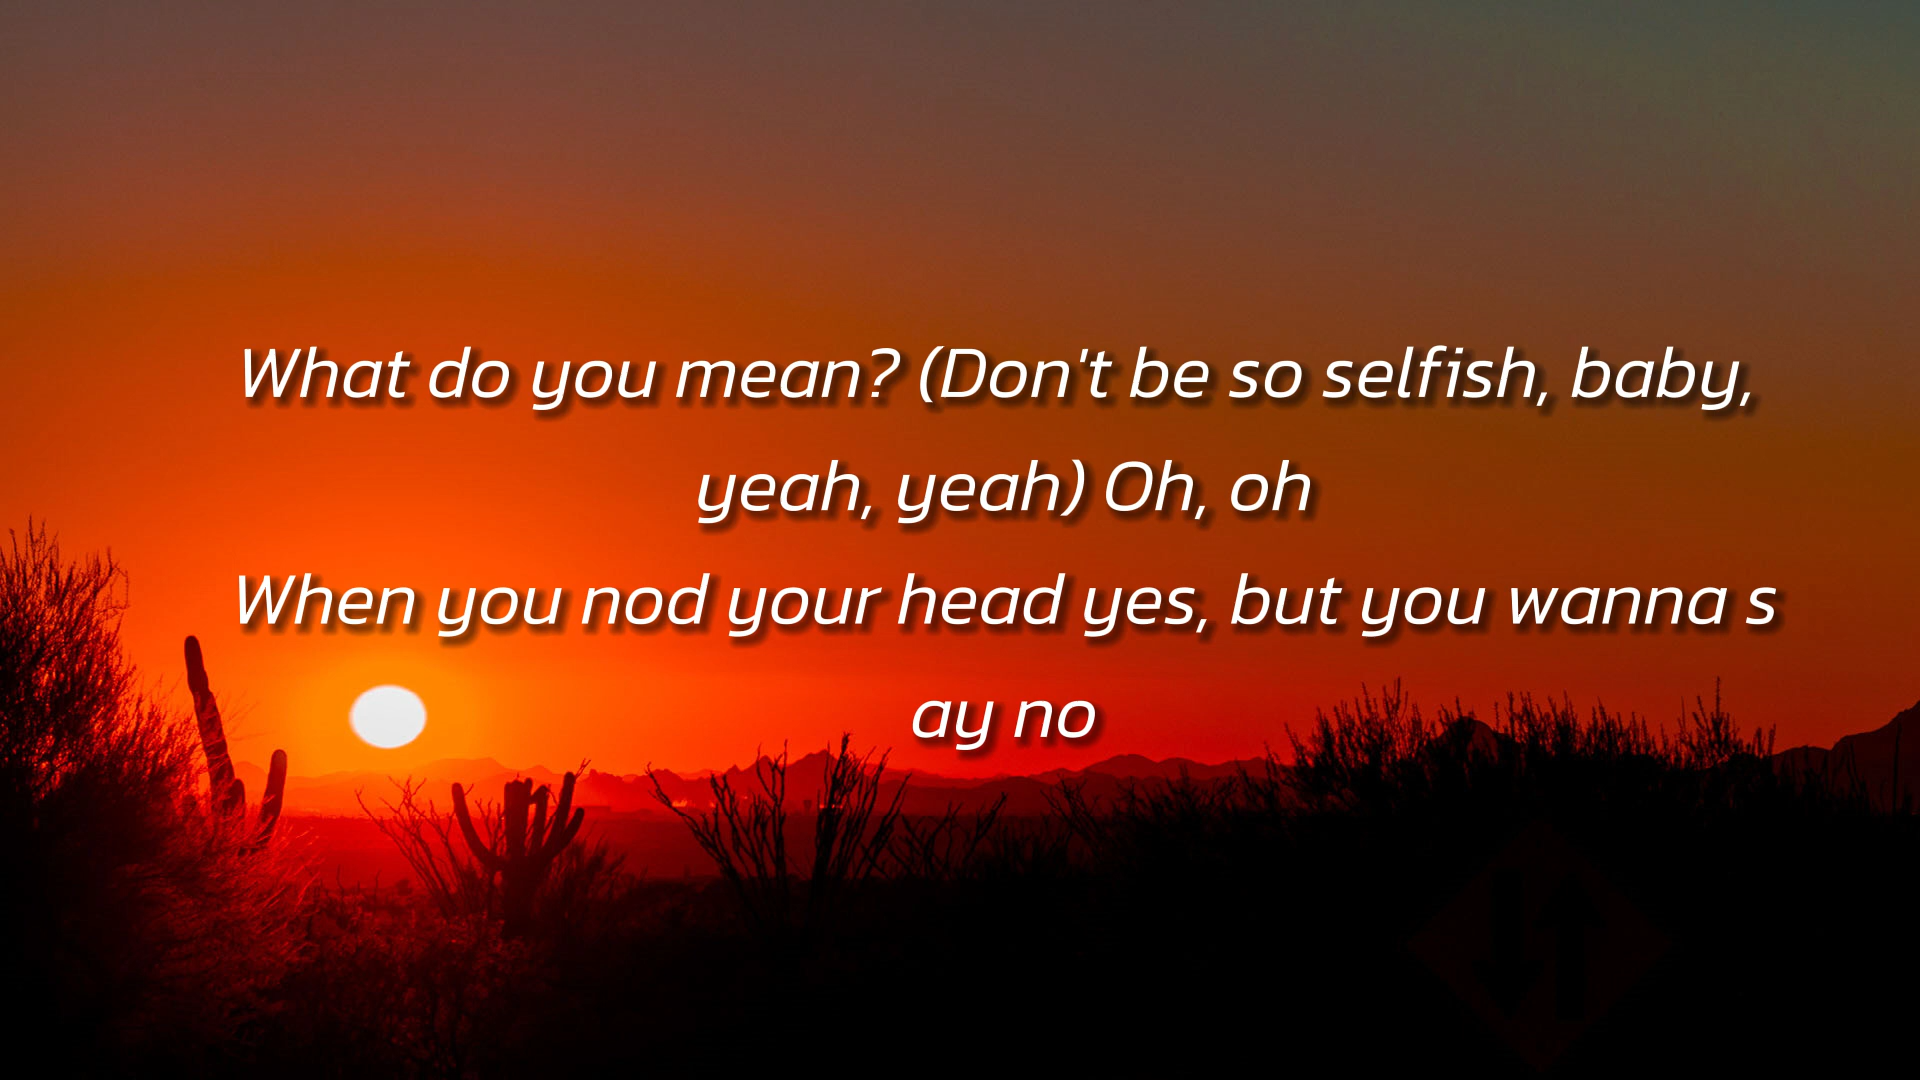 What do you mean? (Don't be so selfish, baby,
yeah, yeah) Oh, oh
When you nod your head yes, but you wanna s
ay no